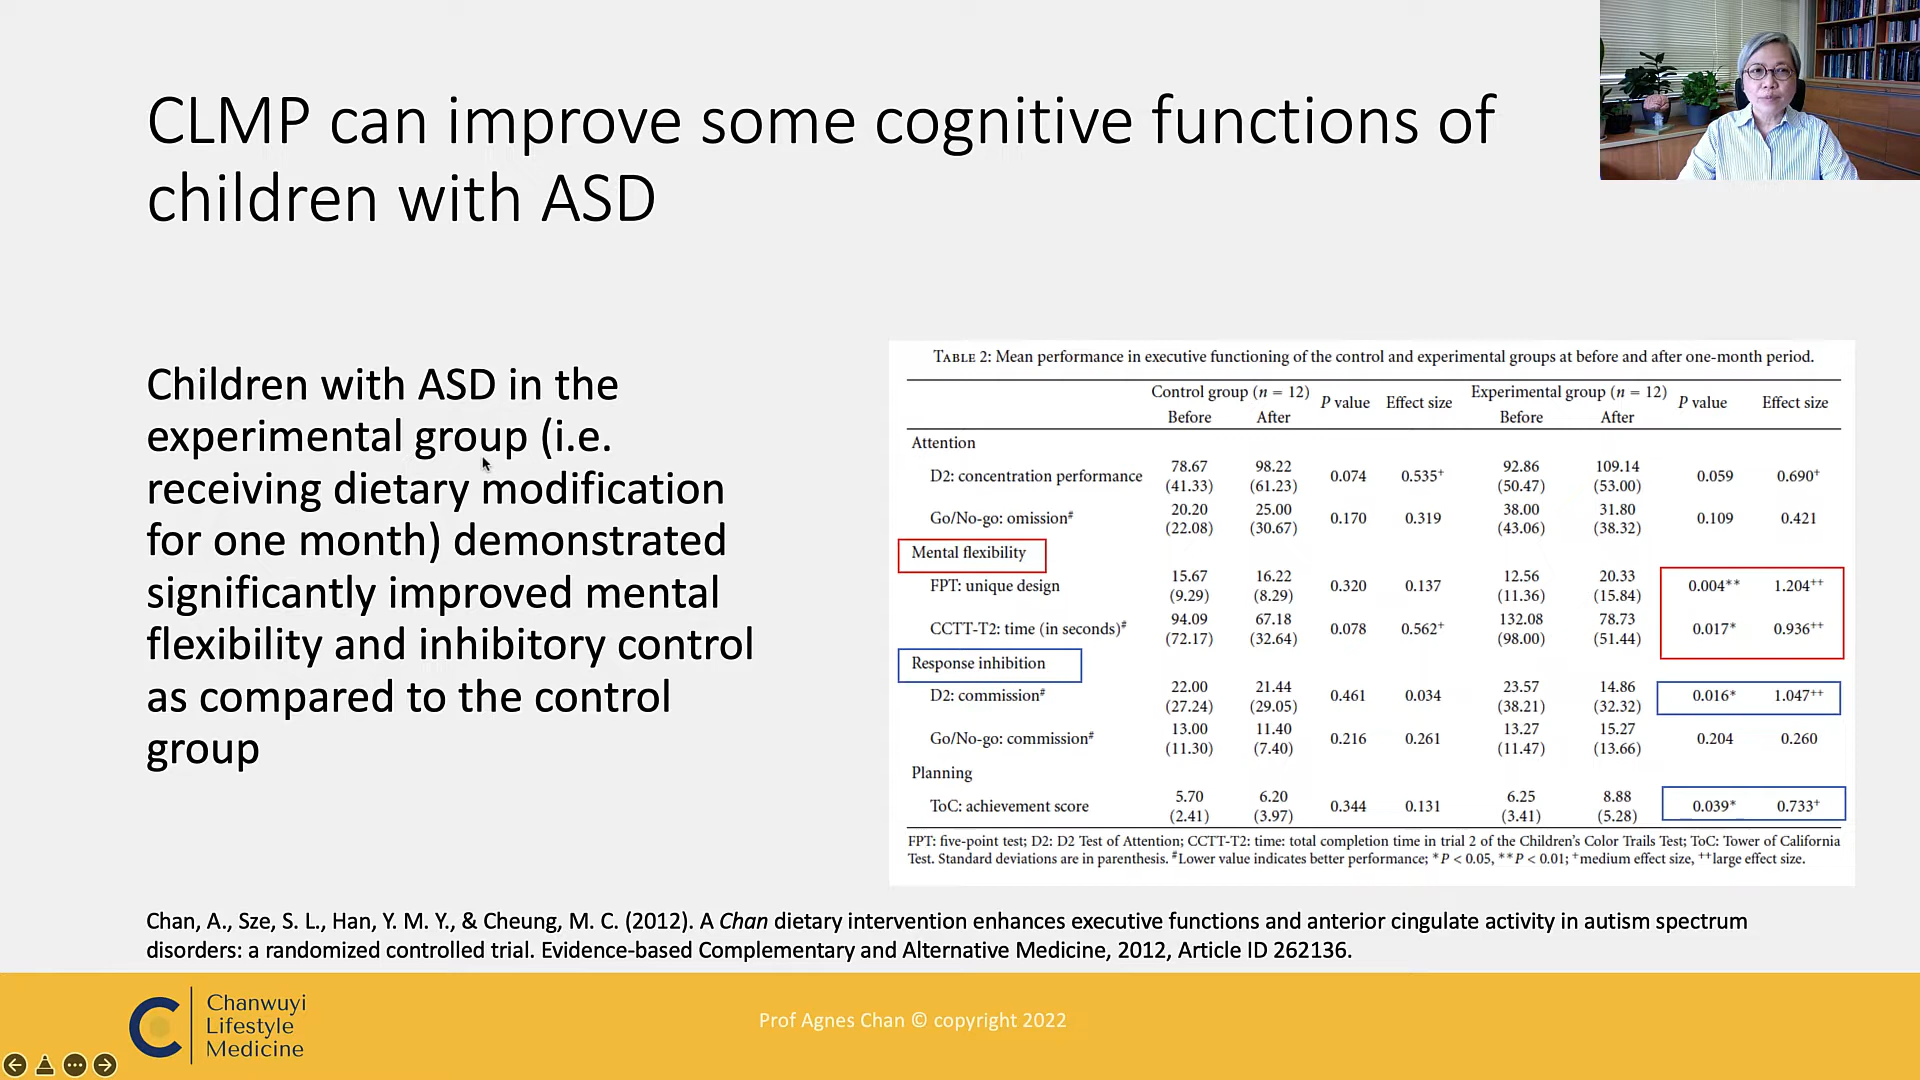 CLMP can improve some cognitive functions of
children with ASD
Children with ASD in the
experimental group (i.e.
receiving dietary modification
for one month) demonstrated
significantly improved mental
flexibility and inhibitory control
as compared to the control
group
TABLE 2: Mean performance in executive functioning of the control and experimental groups at before and after one-month period.
Control group (n = 12) P value Effect size Experimental group (n = 12) P value Effect size
Before After Before After
Attention
D2: concentration performance 78.67 (41.33) 98.22 (61.23) 0.074 0.535+ 92.86 (50.47) 109.14 (53.00) 0.059 0.690+
Go/No-go: omission# 20.20 (22.08) 25.00 (30.67) 0.170 0.319 38.00 (43.06) 31.80 (38.32) 0.109 0.421
Mental flexibility
FPT: unique design 15.67 (9.29) 16.22 (8.29) 0.320 0.137 12.56 (11.36) 20.33 (15.84) 0.004** 1.204++
CCTT-T2: time (in seconds)# 94.09 (72.17) 67.18 (32.64) 0.078 0.562+ 132.08 (98.00) 78.73 (51.44) 0.017* 0.936++
Response inhibition
D2: commission# 22.00 (27.24) 21.44 (29.05) 0.461 0.034 23.57 (38.21) 14.86 (32.32) 0.016* 1.047++
Go/No-go: commission# 13.00 (11.30) 11.40 (7.40) 0.216 0.261 13.27 (11.47) 15.27 (13.66) 0.204 0.260
Planning
ToC: achievement score 5.70 (2.41) 6.20 (3.97) 0.344 0.131 6.25 (3.41) 8.88 (5.28) 0.039* 0.733+
FPT: five-point test; D2: D2 Test of Attention; CCTT-T2: time: total completion time in trial 2 of the Children's Color Trails Test; ToC: Tower of California
Test. Standard deviations are in parenthesis. #Lower value indicates better performance; *P < 0.05, **P < 0.01; +medium effect size, ++large effect size.
Chan, A., Sze, S. L., Han, Y. M. Y., & Cheung, M. C. (2012). A Chan dietary intervention enhances executive functions and anterior cingulate activity in autism spectrum
disorders: a randomized controlled trial. Evidence-based Complementary and Alternative Medicine, 2012, Article ID 262136.
Chanwuyi
Lifestyle
Medicine
Prof Agnes Chan © copyright 2022